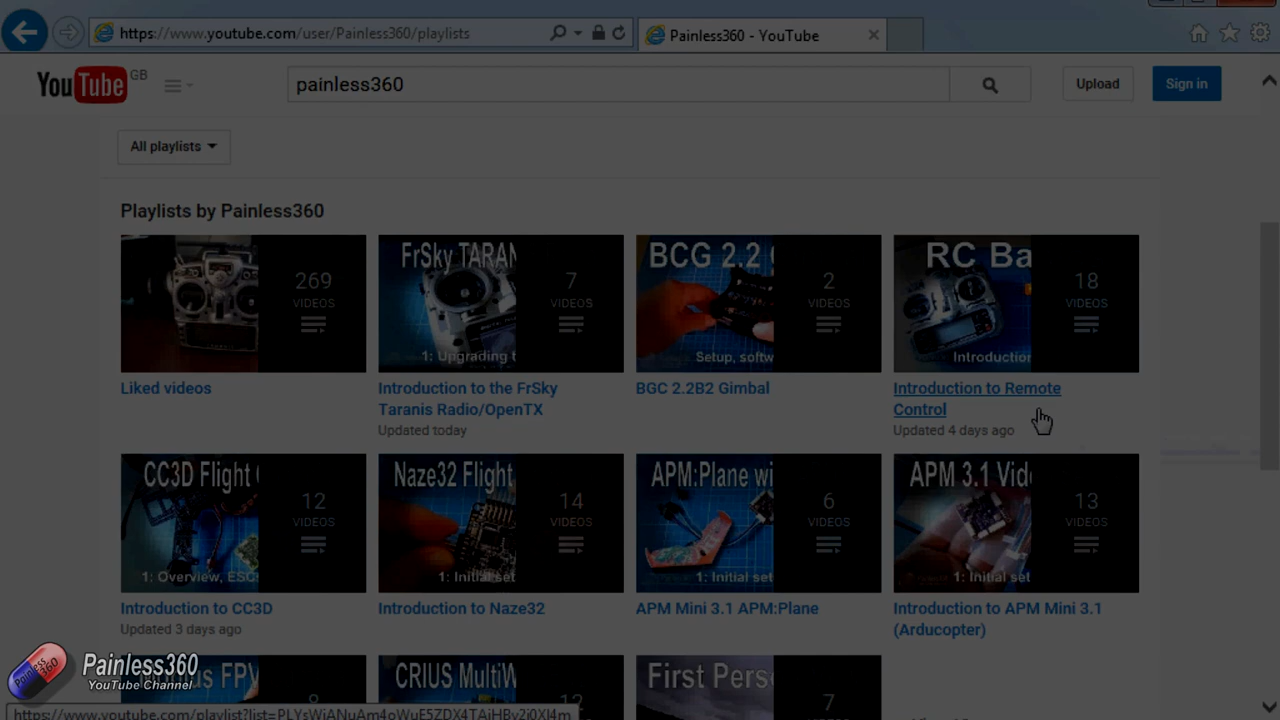 https://www.youtube.com/user/Painless360/playlists
Painless360 - YouTube
YouTube GB
painless360
Upload
Sign in
All playlists
Playlists by Painless360
269 VIDEOS
FrSky TARAN
1: Upgrading t
7 VIDEOS
BCG 2.2
Setup, softw
2 VIDEOS
RC Ba
Introduction
18 VIDEOS
Liked videos
Introduction to the FrSky
Taranis Radio/OpenTX
Updated today
BGC 2.2B2 Gimbal
Introduction to Remote
Control
Updated 4 days ago
CC3D Flight
1: Overview, ESC
12 VIDEOS
Naze32 Flight
1: Initial set
14 VIDEOS
APM:Plane wi
1: Initial set
6 VIDEOS
APM 3.1 Vid
1: Initial set
13 VIDEOS
Introduction to CC3D
Updated 3 days ago
Introduction to Naze32
APM Mini 3.1 APM:Plane
Introduction to APM Mini 3.1
(Arducopter)
Painless 360
Painless360
YouTube Channel
FPV
CRIUS MultiW
First Pers
7